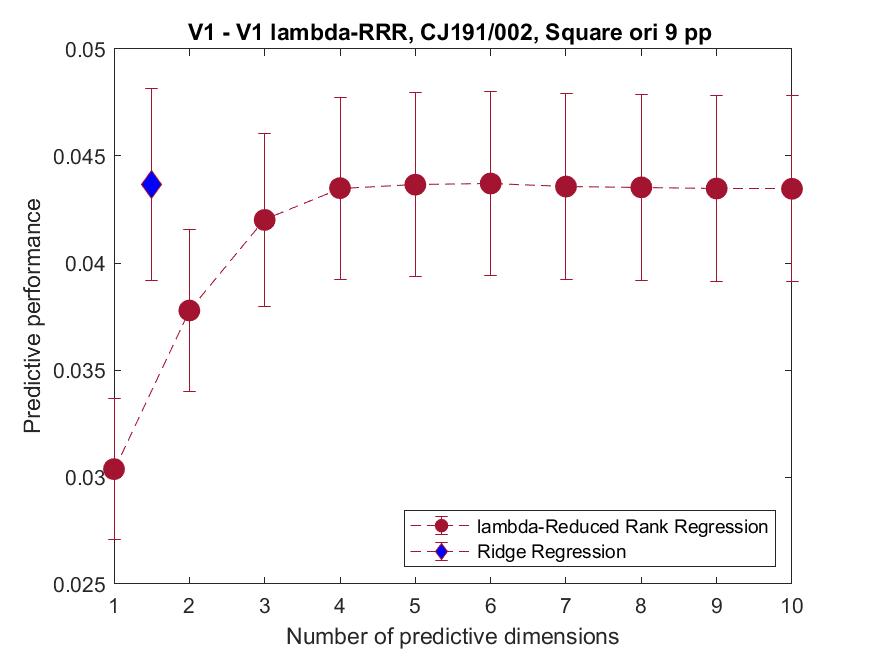 V1 - V1 lambda-RRR, CJ191/002, Square ori 9 pp
0.05
0.045
0.04
0.035
0.03
0.025
Predictive performance
lambda-Reduced Rank Regression
Ridge Regression
1 2 3 4 5 6 7 8 9 10
Number of predictive dimensions